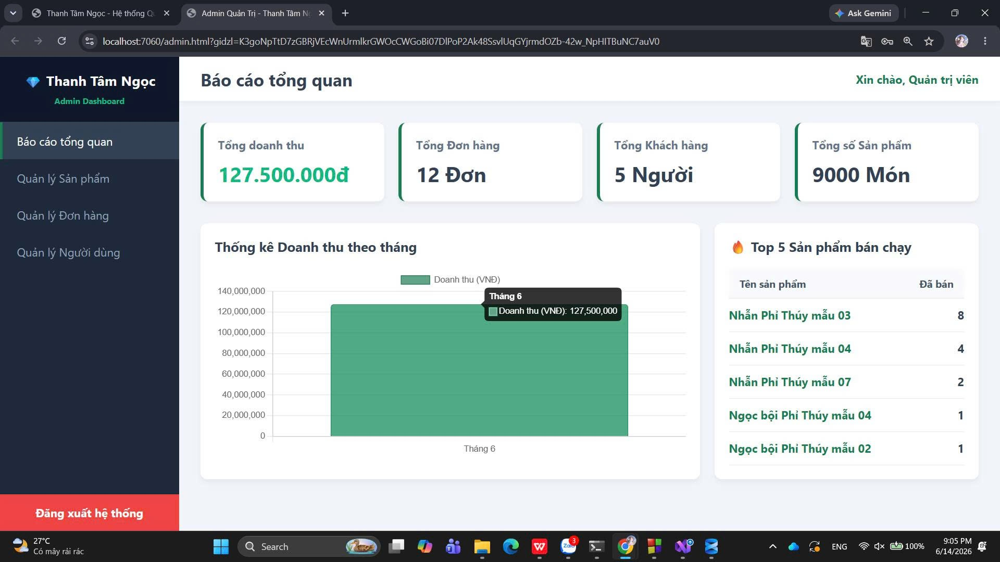 Thanh Tâm Ngọc - Hệ thống Qu
Admin Quản Trị - Thanh Tâm Ng
Ask Gemini
localhost:7060/admin.html?gidzl=K3goNpTtD7zGBRjVEcWnUrmlkrGWOcCWGoBi07DlPoP2Ak48SsvlUqGYjrmdOZb-42w_NpHITBuNC7auV0
Thanh Tâm Ngọc
Admin Dashboard
Báo cáo tổng quan
Quản lý Sản phẩm
Quản lý Đơn hàng
Quản lý Người dùng
Đăng xuất hệ thống
Báo cáo tổng quan
Xin chào, Quản trị viên
Tổng doanh thu
127.500.000đ
Tổng Đơn hàng
12 Đơn
Tổng Khách hàng
5 Người
Tổng số Sản phẩm
9000 Món
Thống kê Doanh thu theo tháng
Doanh thu (VNĐ)
140,000,000
120,000,000
100,000,000
80,000,000
60,000,000
40,000,000
20,000,000
0
Tháng 6
Doanh thu (VNĐ): 127,500,000
Tháng 6
Top 5 Sản phẩm bán chạy
Tên sản phẩm Đã bán
Nhẫn Phỉ Thúy mẫu 03 8
Nhẫn Phỉ Thúy mẫu 04 4
Nhẫn Phỉ Thúy mẫu 07 2
Ngọc bội Phỉ Thúy mẫu 04 1
Ngọc bội Phỉ Thúy mẫu 02 1
27°C
Có mây rải rác
Search
Zalo
3
ENG
100%
9:05 PM
6/14/2026